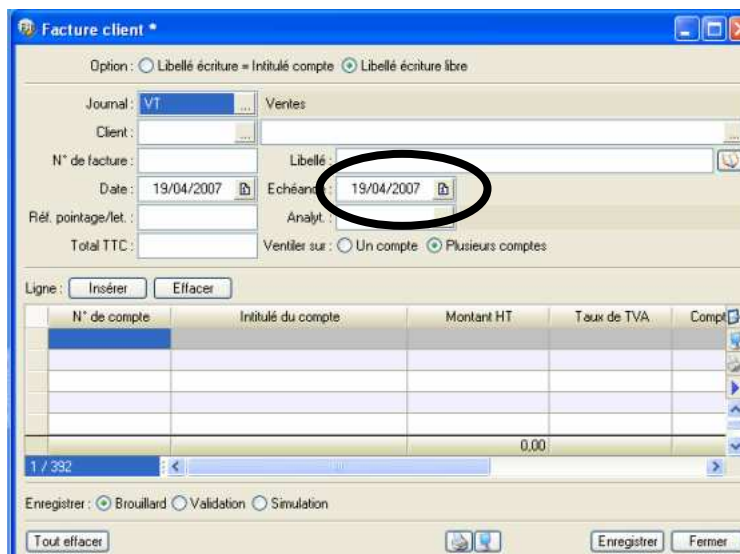 Facture client *
Option : Libellé écriture = Intitulé compte Libellé écriture libre
Journal : VT ... Ventes
Client : ... ...
N° de facture : Libellé :
Date : 19/04/2007 Echéance : 19/04/2007
Réf. pointage/let. : Analyt. :
Total TTC : Ventiler sur : Un compte Plusieurs comptes
Ligne : Insérer Effacer
N° de compte Intitulé du compte Montant HT Taux de TVA Compt
0,00
1 / 392
Enregistrer : Brouillard Validation Simulation
Tout effacer Enregistrer Fermer